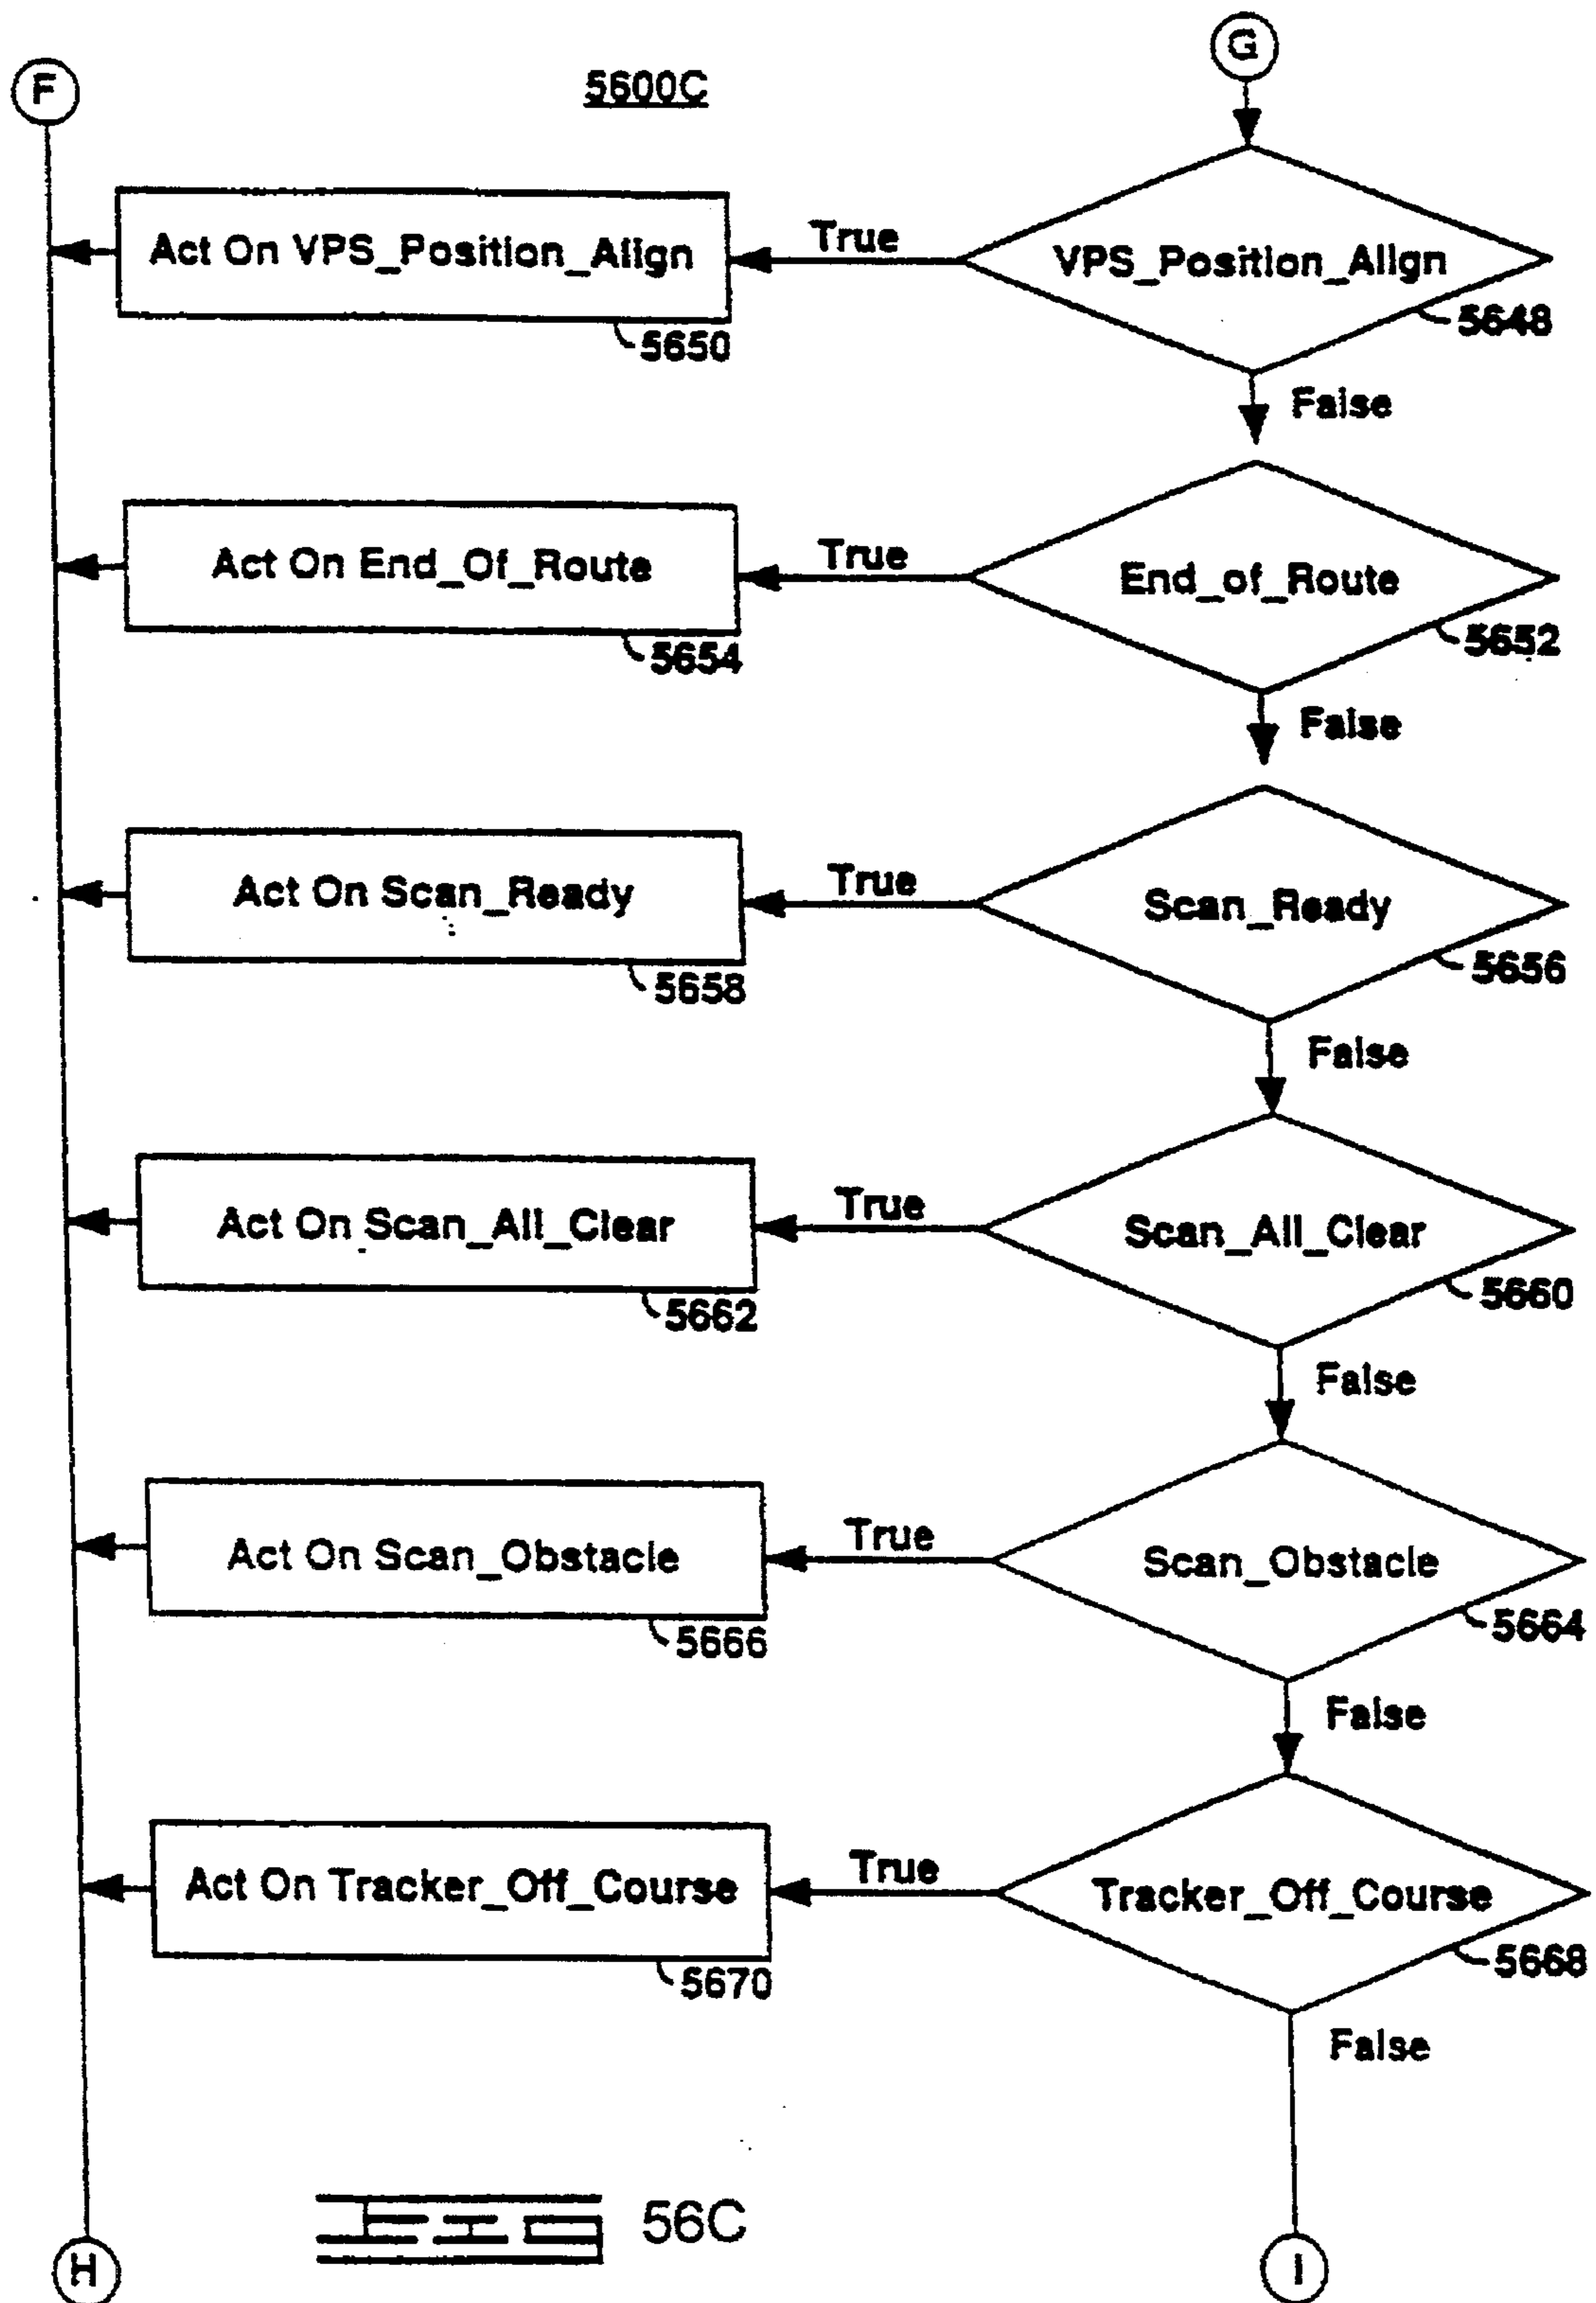 G
F
5600C
Act On VPS_Position_Align
True
VPS_Position_Align
5650
5648
False
Act On End_Of_Route
True
End_of_Route
5654
5652
False
Act On Scan_Ready
True
Scan_Ready
5658
5656
False
Act On Scan_All_Clear
True
Scan_All_Clear
5662
5660
False
Act On Scan_Obstacle
True
Scan_Obstacle
5666
5664
False
Act On Tracker_Off_Course
True
Tracker_Off_Course
5670
5668
False
FIG 56C
H
I